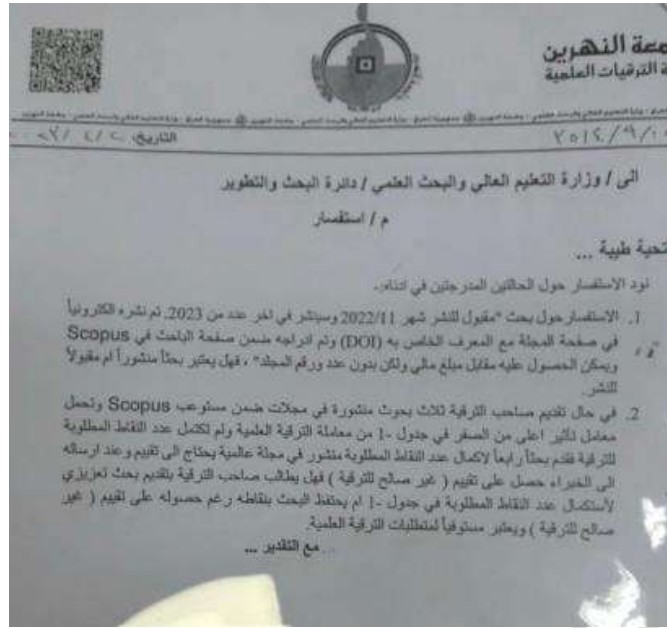 معة النهرين
ة الترقيات العلمية
التاريخ:
الى / وزارة التعليم العالي والبحث العلمي / دائرة البحث والتطوير
م / استفسار
تحية طيبة ...
نود الاستفسار حول الحالتين المدرجتين في ادناه:-
1. الاستفسار حول بحث "مقبول للنشر شهر 2022/11 وسينشر في اخر عدد من 2023، تم نشره الكترونياً
في صفحة المجلة مع المعرف الخاص به (DOI) وتم ادراجه ضمن صفحة الباحث في Scopus
ويمكن الحصول عليه مقابل مبلغ مالي ولكن بدون عدد ورقم المجلد" ، فهل يعتبر بحثاً منشوراً ام مقبولاً
للنشر.
2. في حال تقديم صاحب الترقية ثلاث بحوث منشورة في مجلات ضمن مستوعب Scopus وتحمل
معامل تأثير اعلى من الصفر في جدول -1 من معاملة الترقية العلمية ولم تكتمل عدد النقاط المطلوبة
للترقية فقدم بحثاً رابعاً لاكمال عدد النقاط المطلوبة منشور في مجلة عالمية يحتاج الى تقييم وعند ارساله
الى الخبراء حصل على تقييم ( غير صالح للترقية ) فهل يطالب صاحب الترقية بتقديم بحث تعزيزي
لأستكمال عدد النقاط المطلوبة في جدول -1 ام يحتفظ البحث بنقاطه رغم حصوله على تقييم ( غير
صالح للترقية ) ويعتبر مستوفياً لمتطلبات الترقية العلمية.
مع التقدير ...